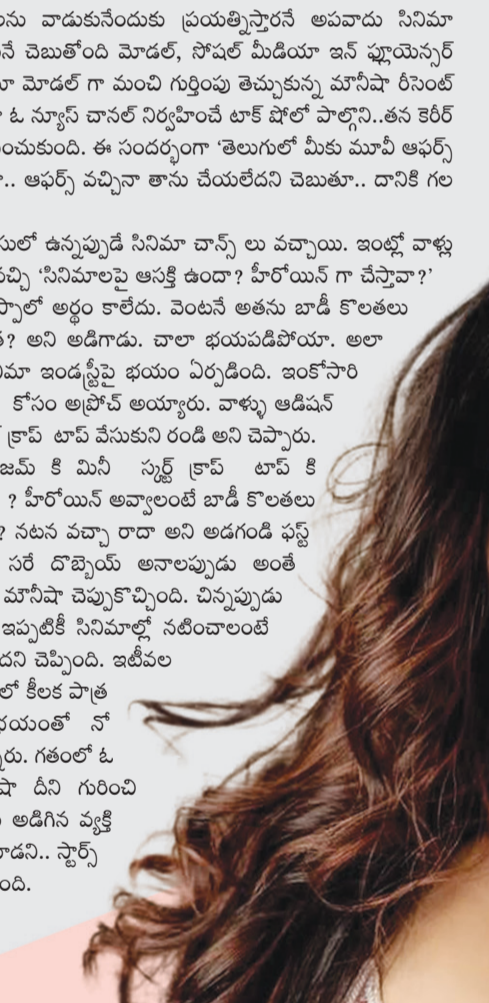 వాడుకునేందుకు ప్రయత్నిస్తారనే అపవాదు సినిమా
చెబుతోంది మోడల్, సోషల్ మీడియా ఇన్ ఫ్లూయెన్సర్
మోడల్ గా మంచి గుర్తింపు తెచ్చుకున్న మౌనీషా రీసెంట్
ఓ న్యూస్ చానల్ నిర్వహించే టాక్ షోలో పాల్గొని..తన కెరీర్
ఈ సందర్భంగా ‘తెలుగులో మీకు మూవీ ఆఫర్స్
ఆఫర్స్ వచ్చినా తాను చేయలేదని చెబుతూ.. దానికి గల
ఉన్నప్పుడే సినిమా చాన్స్ లు వచ్చాయి. ఇంట్లో వాళ్లు
‘సినిమాలపై ఆసక్తి ఉందా? హీరోయిన్ గా చేస్తావా?’
అర్థం కాలేదు. వెంటనే అతను బాడీ కొలతలు
అని అడిగాడు. చాలా భయపడిపోయా. అలా
ఇండస్ట్రీపై భయం ఏర్పడింది. ఇంకోసారి
కోసం అప్రోచ్ అయ్యారు. వాళ్ళు ఆడిషన్
క్రాప్ టాప్ వేసుకుని రండి అని చెప్పారు.
కి మినీ స్కర్ట్ క్రాప్ టాప్ కి
? హీరోయిన్ అవ్వాలంటే బాడీ కొలతలు
? నటన వచ్చా రాదా అని అడగండి ఫస్ట్
సరే దొబ్బెయ్ అనాలప్పుడు అంతే
మౌనీషా చెప్పుకొచ్చింది. చిన్నప్పుడు
ఇప్పటికీ సినిమాల్లో నటించాలంటే
చెప్పింది. ఇటీవల
లో కీలక పాత్ర
భయంతో నో
గతంలో ఓ
దీని గురించి
అడిగిన వ్యక్తి
స్టార్స్